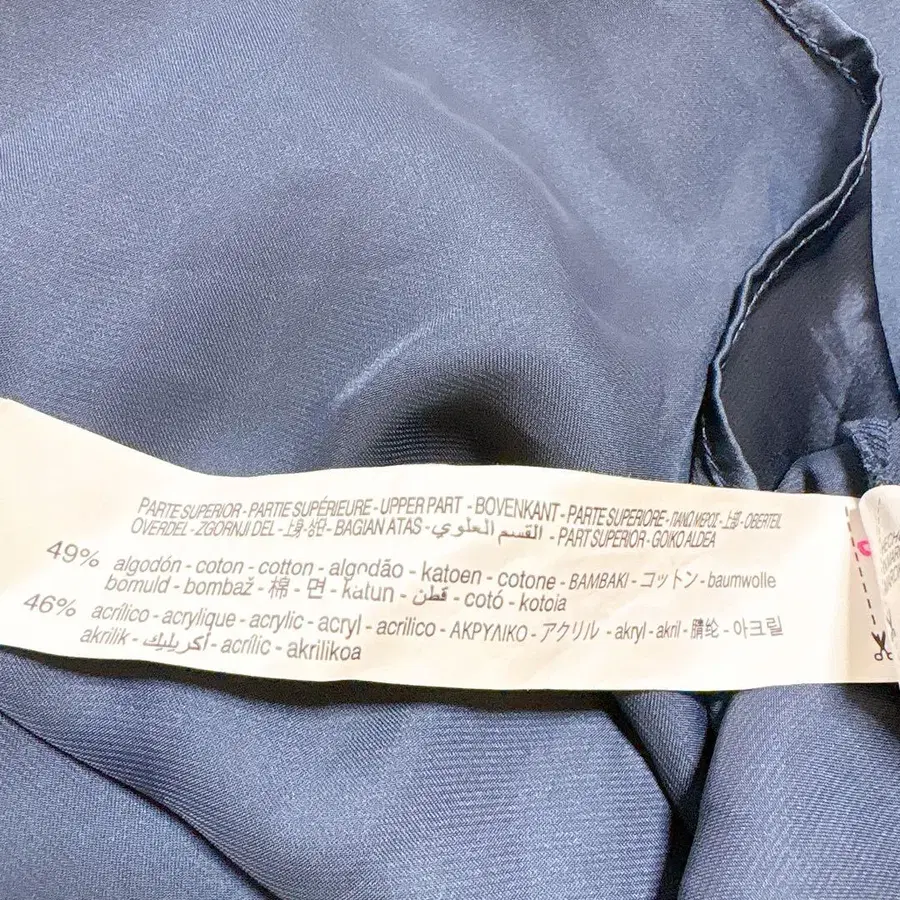 PARTE SUPERIOR - PARTIE SUPÉRIEURE - UPPER PART - BOVENKANT - PARTE SUPERIORE - ΠΑΝΩ ΜΕΡΟΣ - 上部 - OBERTEIL
OVERDEL - ZGORNJI DEL - 上身 - 상단 - BAGIAN ATAS - القسم العلوي - PART SUPERIOR - GOIKO ALDEA
49% algodón - coton - cotton - algodão - katoen - cotone - ΒΑΜΒΑΚΙ - コットン - baumwolle
bomuld - bombaž - 棉 - 면 - katun - قطن - cotó - kotoia
46% acrílico - acrylique - acrylic - acryl - acrilico - ΑΚΡΥΛΙΚΟ - アクリル - akryl - akril - 腈纶 - 아크릴
akrilik - أكريليك - acrílic - akrilikoa